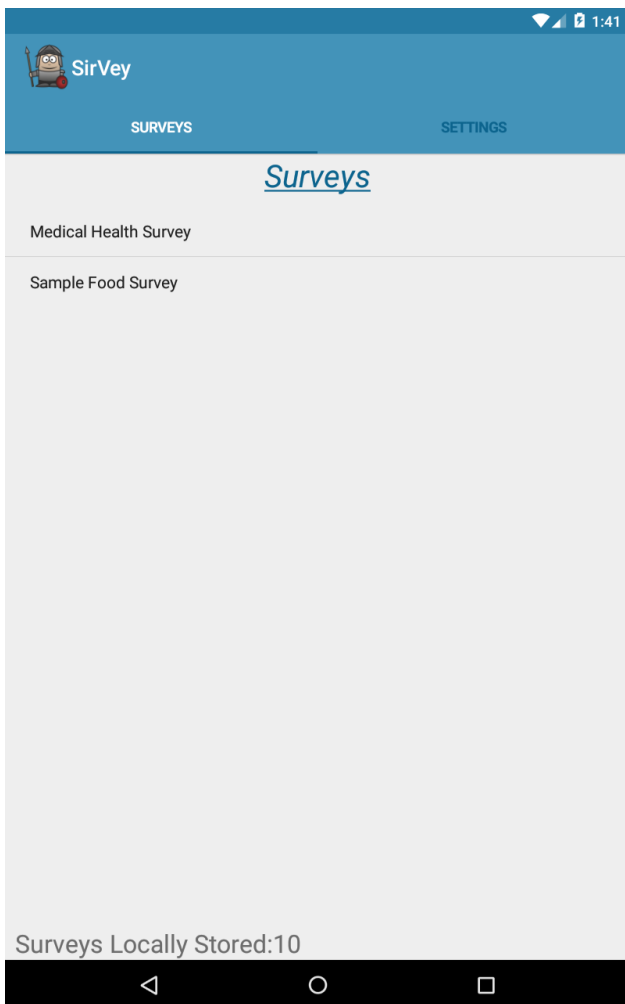 1:41
SirVey
SURVEYS SETTINGS
Surveys
Medical Health Survey
Sample Food Survey
Surveys Locally Stored:10